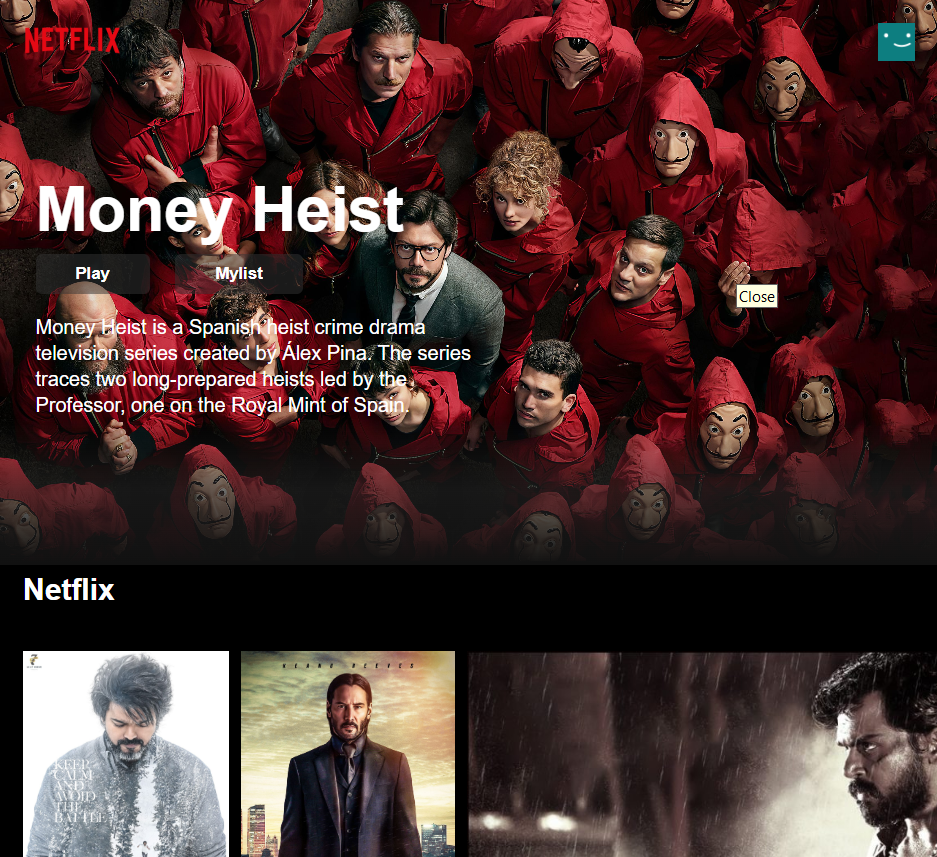 NETFLIX
Money Heist
Play Mylist
Close
Money Heist is a Spanish heist crime drama
television series created by Álex Pina. The series
traces two long-prepared heists led by the
Professor, one on the Royal Mint of Spain.
Netflix
KEANU REEVES
KEEP
CALM
AND
AVOID
THE
BATTLE